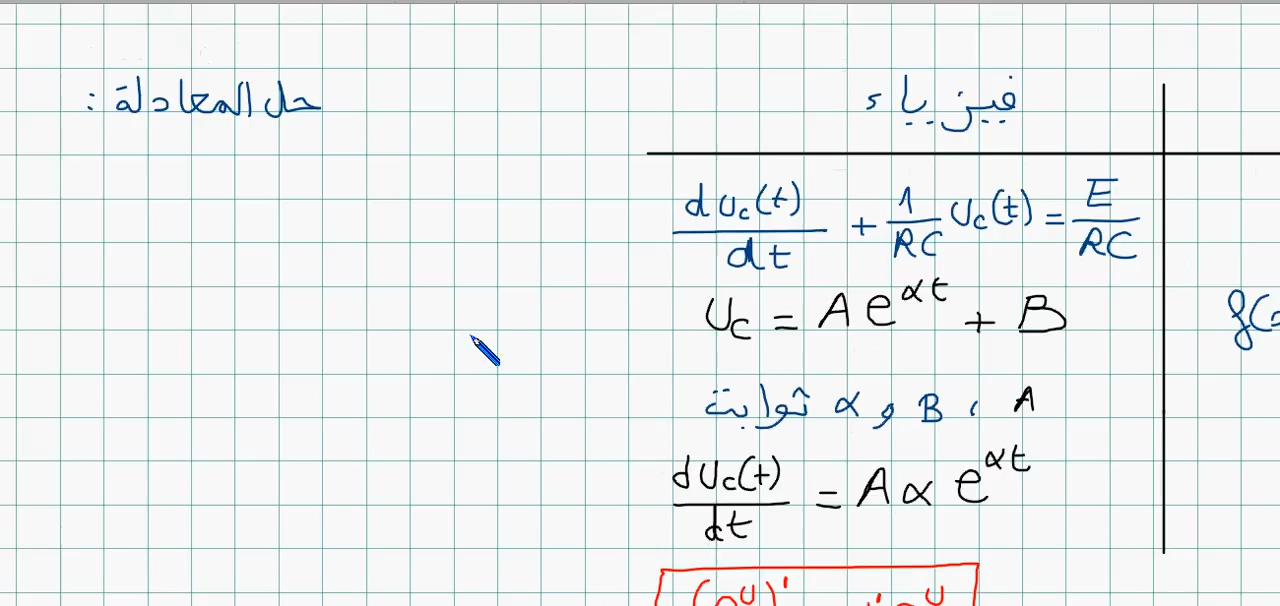 حل المعادلة :
فيزياء
dUc(t)/dt + 1/RC Uc(t) = E/RC
Uc = A e^{αt} + B
A ، B و α ثوابت
dUc(t)/dt = A α e^{αt}